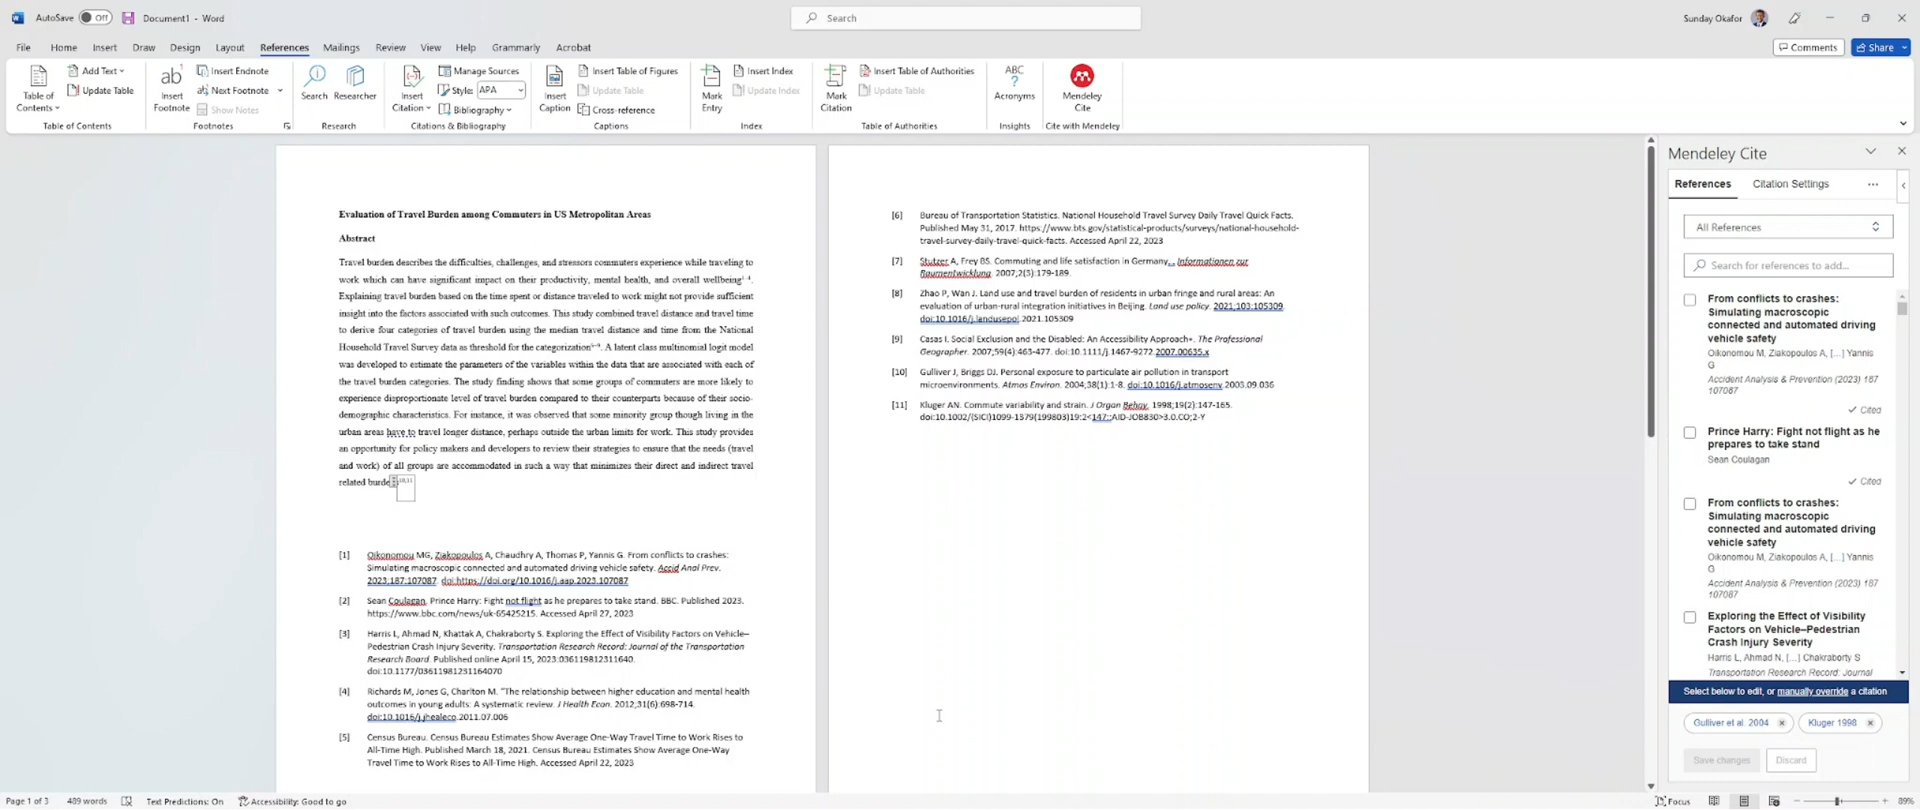 AutoSave Off Document1 - Word Search Sunday Okafor
File Home Insert Draw Design Layout References Mailings Review View Help Grammarly Acrobat Comments Share
Table of Contents
Add Text
Update Table
Table of Contents
ab
Insert Footnote
Insert Endnote
Next Footnote
Show Notes
Footnotes
Search
Researcher
Research
Insert Citation
Manage Sources
Style: APA
Bibliography
Citations & Bibliography
Insert Caption
Insert Table of Figures
Update Table
Cross-reference
Captions
Mark Entry
Insert Index
Update Index
Index
Mark Citation
Insert Table of Authorities
Update Table
Table of Authorities
ABC
?
Acronyms
Insights
Mendeley Cite
Cite with Mendeley
Evaluation of Travel Burden among Commuters in US Metropolitan Areas
Abstract
Travel burden describes the difficulties, challenges, and stressors commuters experience while traveling to
work which can have significant impact on their productivity, mental health, and overall wellbeing1-4.
Explaining travel burden based on the time spent or distance traveled to work might not provide sufficient
insight into the factors associated with such outcomes. This study combined travel distance and travel time
to derive four categories of travel burden using the median travel distance and time from the National
Household Travel Survey data as threshold for the categorization. A latent class multinomial logit model
was developed to estimate the parameters of the variables within the data that are associated with each of
the travel burden categories. The study finding shows that some groups of commuters are more likely to
experience disproportionate level of travel burden compared to their counterparts because of their socio-
demographic characteristics. For instance, it was observed that some minority group though living in the
urban areas have to travel longer distance, perhaps outside the urban limits for work. This study provides
an opportunity for policy makers and developers to review their strategies to ensure that the needs (travel
and work) of all groups are accommodated in such a way that minimizes their direct and indirect travel
related burde 10,11
[1] Oikonomou MG, Ziakopoulos A, Chaudhry A, Thomas P, Yannis G. From conflicts to crashes:
Simulating macroscopic connected and automated driving vehicle safety. Accid Anal Prev.
2023;187:107087. doi:https://doi.org/10.1016/j.aap.2023.107087
[2] Sean Coulagan. Prince Harry: Fight not flight as he prepares to take stand. BBC. Published 2023.
https://www.bbc.com/news/uk-65425215. Accessed April 27, 2023
[3] Harris L, Ahmad N, Khattak A, Chakraborty S. Exploring the Effect of Visibility Factors on Vehicle–
Pedestrian Crash Injury Severity. Transportation Research Record: Journal of the Transportation
Research Board. Published online April 15, 2023:036119812311640.
doi:10.1177/03611981231164070
[4] Richards M, Jones G, Charlton M. "The relationship between higher education and mental health
outcomes in young adults: A systematic review. J Health Econ. 2012;31(6):698-714.
doi:10.1016/j.jhealeco.2011.07.006
[5] Census Bureau. Census Bureau Estimates Show Average One-Way Travel Time to Work Rises to
All-Time High. Published March 18, 2021. Census Bureau Estimates Show Average One-Way
Travel Time to Work Rises to All-Time High. Accessed April 22, 2023
[6] Bureau of Transportation Statistics. National Household Travel Survey Daily Travel Quick Facts.
Published May 31, 2017. https://www.bts.gov/statistical-products/surveys/national-household-
travel-survey-daily-travel-quick-facts. Accessed April 22, 2023
[7] Stutzer A, Frey BS. Commuting and life satisfaction in Germany. . Informationen zur
Raumentwicklung. 2007;2(3):179-189.
[8] Zhao P, Wan J. Land use and travel burden of residents in urban fringe and rural areas: An
evaluation of urban-rural integration initiatives in Beijing. Land use policy. 2021;103:105309.
doi:10.1016/j.landusepol.2021.105309
[9] Casas I. Social Exclusion and the Disabled: An Accessibility Approach∗. The Professional
Geographer. 2007;59(4):463-477. doi:10.1111/j.1467-9272.2007.00635.x
[10] Gulliver J, Briggs DJ. Personal exposure to particulate air pollution in transport
microenvironments. Atmos Environ. 2004;38(1):1-8. doi:10.1016/j.atmosenv.2003.09.036
[11] Kluger AN. Commute variability and strain. J Organ Behav. 1998;19(2):147-165.
doi:10.1002/(SICI)1099-1379(199803)19:2<147::AID-JOB830>3.0.CO;2-Y
Mendeley Cite
References Citation Settings ...
All References
Search for references to add...
From conflicts to crashes:
Simulating macroscopic
connected and automated driving
vehicle safety
Oikonomou M, Ziakopoulos A, [...] Yannis
G
Accident Analysis & Prevention (2023) 187
107087
Cited
Prince Harry: Fight not flight as he
prepares to take stand
Sean Coulagan
Cited
From conflicts to crashes:
Simulating macroscopic
connected and automated driving
vehicle safety
Oikonomou M, Ziakopoulos A, [...] Yannis
G
Accident Analysis & Prevention (2023) 187
107087
Exploring the Effect of Visibility
Factors on Vehicle–Pedestrian
Crash Injury Severity
Harris L, Ahmad N, [...] Chakraborty S
Transportation Research Record: Journal
Select below to edit, or manually override a citation
Gulliver et al. 2004 Kluger 1998
Save changes Discard
Page 1 of 3 489 words Text Predictions: On Accessibility: Good to go Focus 89%